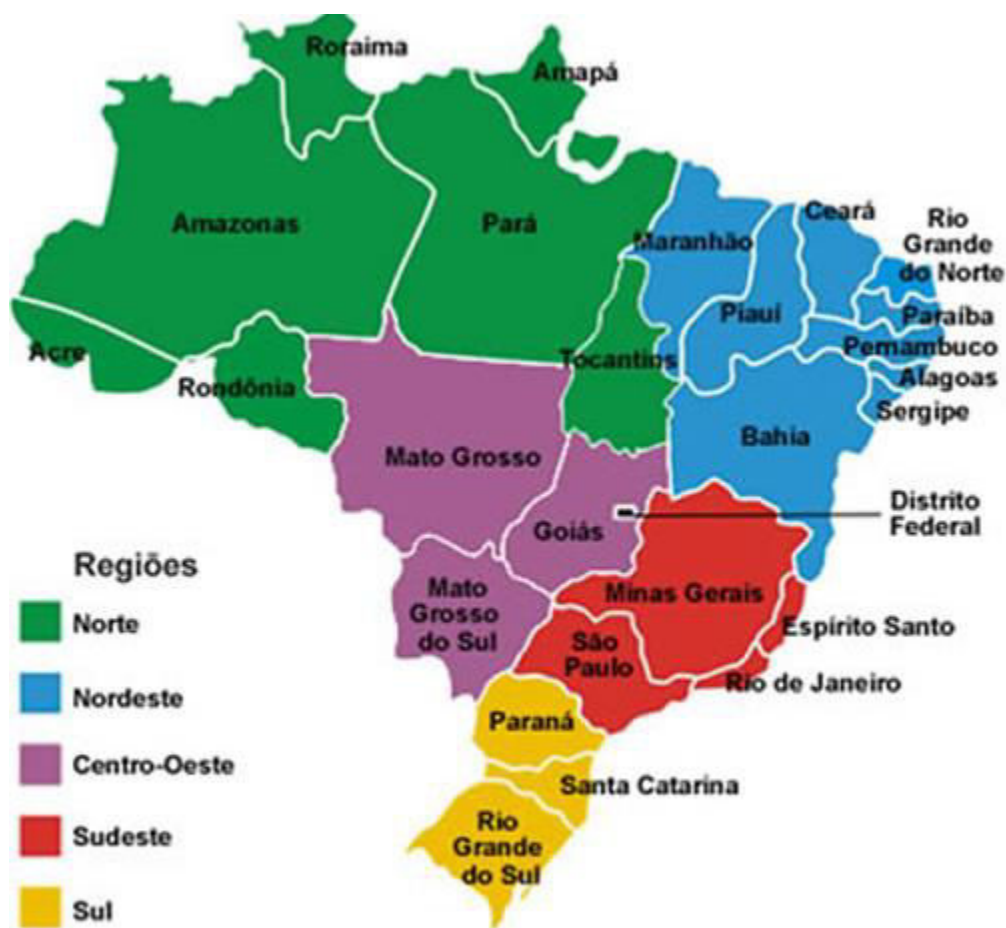 Roraima
Amapá
Amazonas
Pará
Maranhão
Ceará
Rio
Grande
do Norte
Piauí
Paraíba
Pernambuco
Acre
Rondônia
Tocantins
Alagoas
Sergipe
Bahia
Mato Grosso
Distrito
Federal
Goiás
Mato
Grosso
do Sul
Minas Gerais
Espírito Santo
São
Paulo
Rio de Janeiro
Paraná
Santa Catarina
Rio
Grande
do Sul
Regiões
Norte
Nordeste
Centro-Oeste
Sudeste
Sul